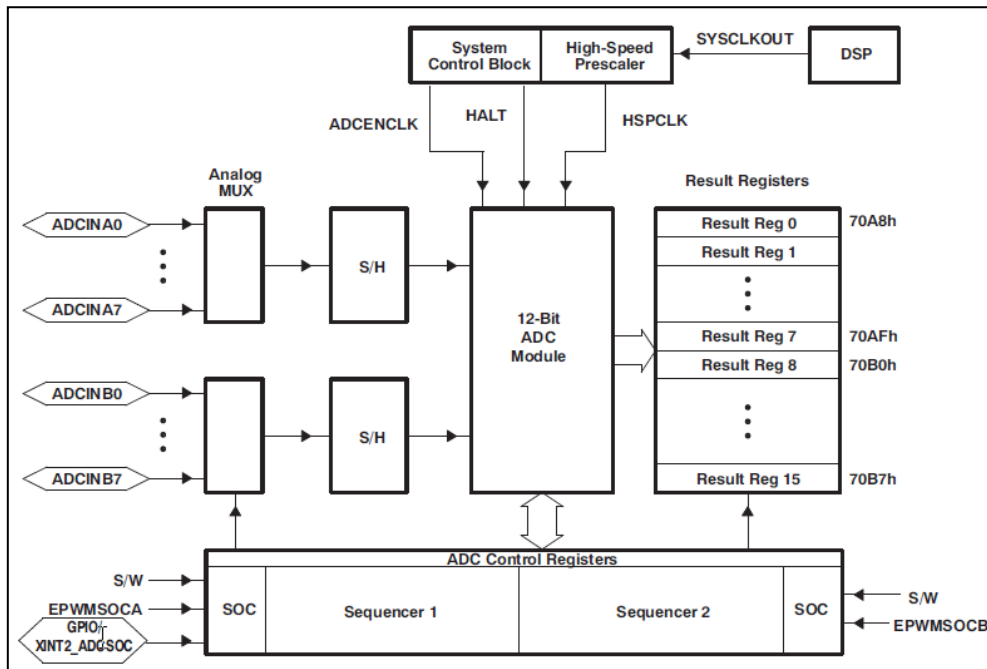 System
Control Block
High-Speed
Prescaler
SYSCLKOUT
DSP
ADCENCLK
HALT
HSPCLK
Analog
MUX
Result Registers
ADCINA0
ADCINA7
S/H
12-Bit
ADC
Module
Result Reg 0
70A8h
Result Reg 1
Result Reg 7
70AFh
Result Reg 8
70B0h
ADCINB0
ADCINB7
S/H
Result Reg 15
70B7h
ADC Control Registers
S/W
EPWMSOCA
GPIO/
XINT2_ADCSOC
SOC
Sequencer 1
Sequencer 2
SOC
S/W
EPWMSOCB